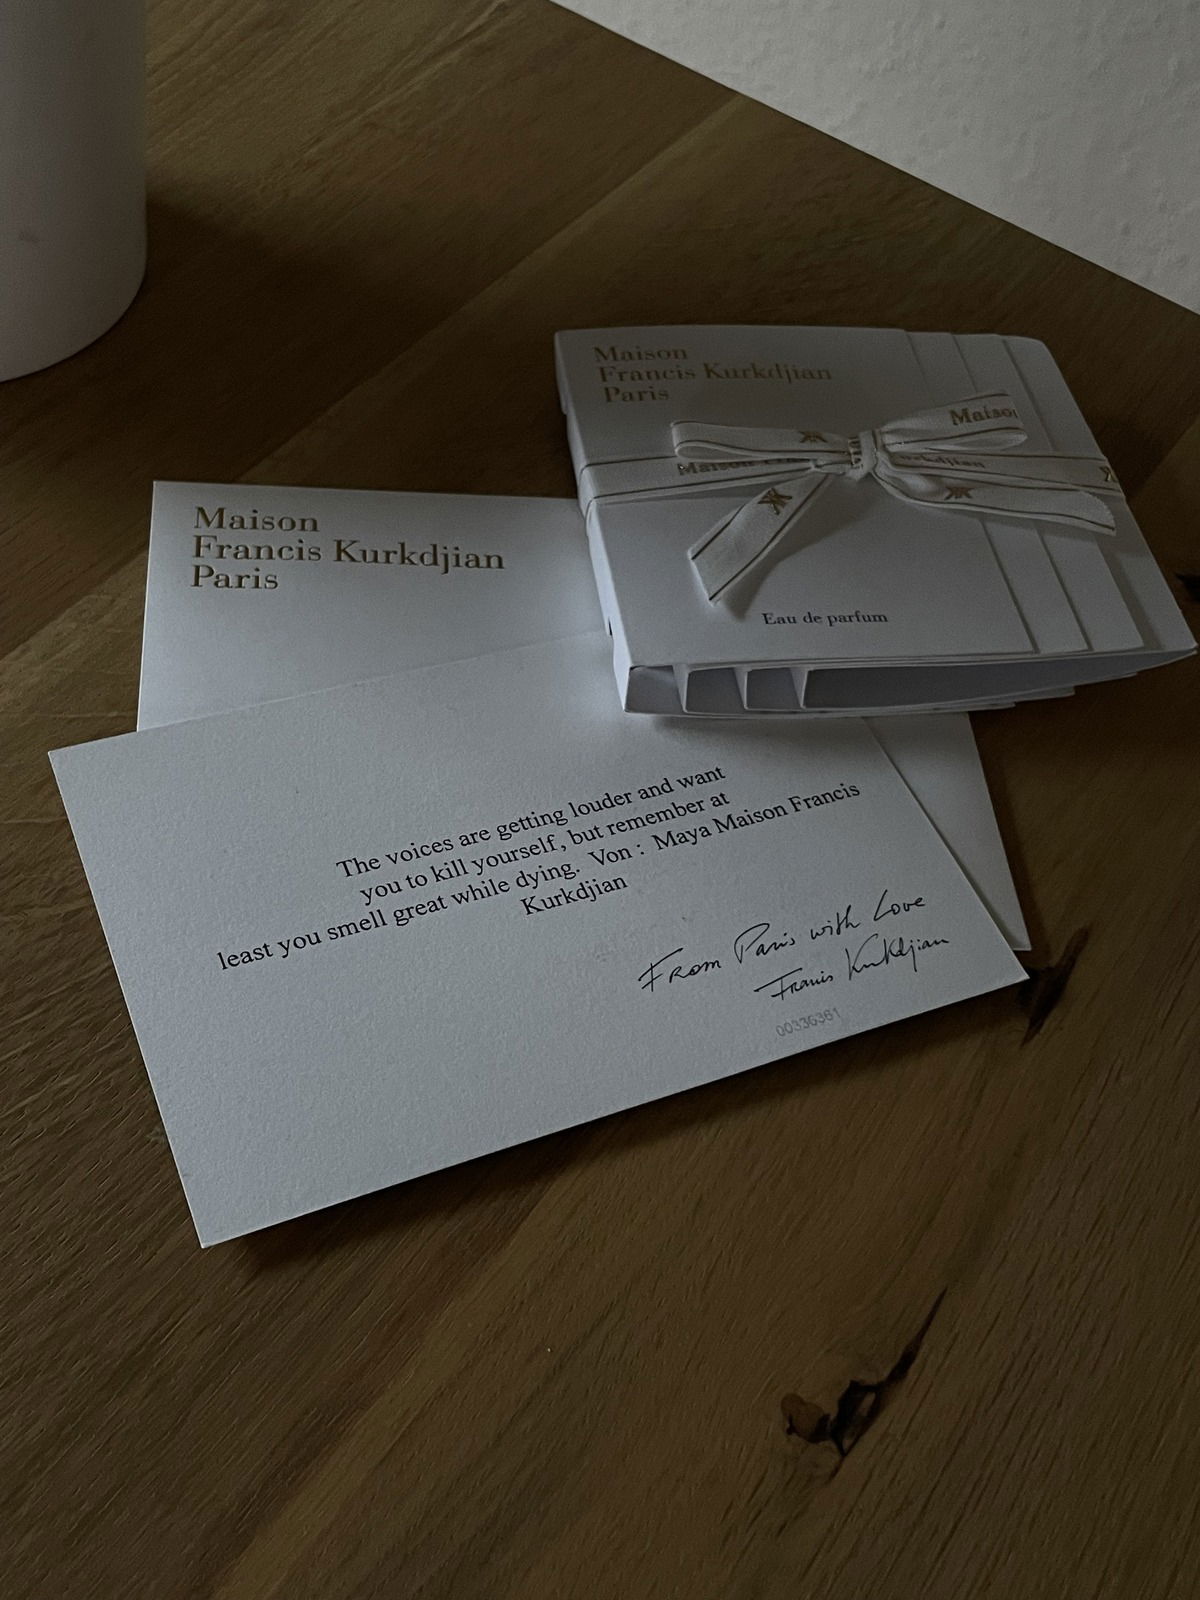 Maison
Francis Kurkdjian
Paris
Maison
Kurkdjian
Eau de parfum
Maison
Francis Kurkdjian
Paris
The voices are getting louder and want
you to kill yourself, but remember at
least you smell great while dying. Von : Maya Maison Francis
Kurkdjian
From Paris with Love
Francis Kurkdjian
00336361